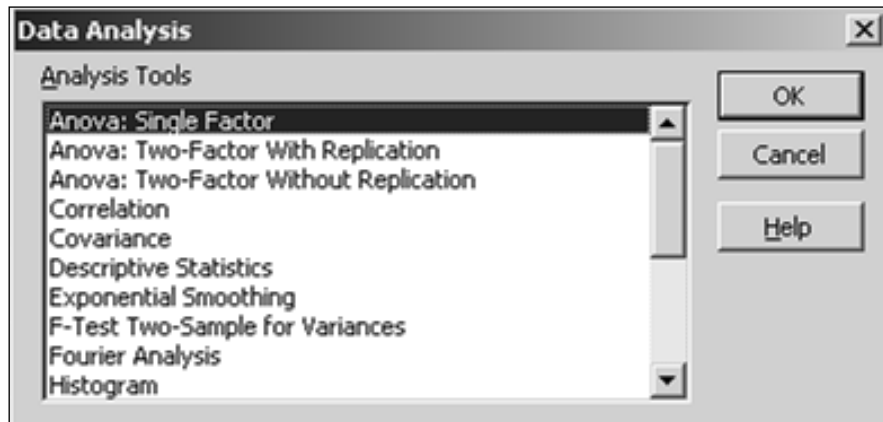 Data Analysis
Analysis Tools
Anova: Single Factor
Anova: Two-Factor With Replication
Anova: Two-Factor Without Replication
Correlation
Covariance
Descriptive Statistics
Exponential Smoothing
F-Test Two-Sample for Variances
Fourier Analysis
Histogram
OK
Cancel
Help